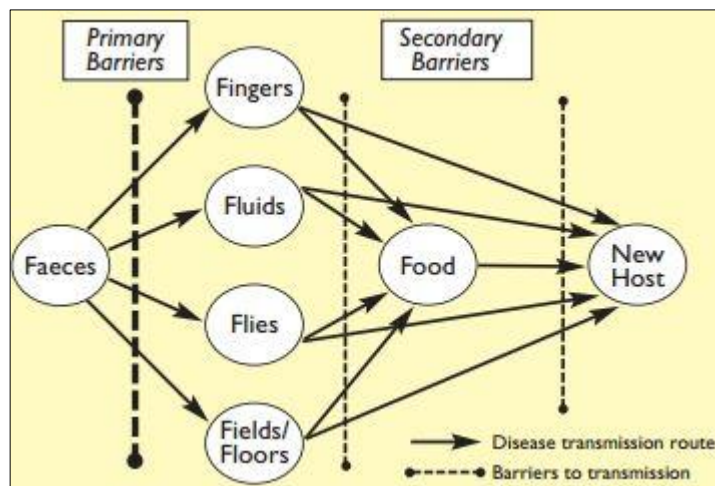 Primary
Barriers
Secondary
Barriers
Fingers
Fluids
Faeces
Food
New
Host
Flies
Fields/
Floors
Disease transmission route
Barriers to transmission